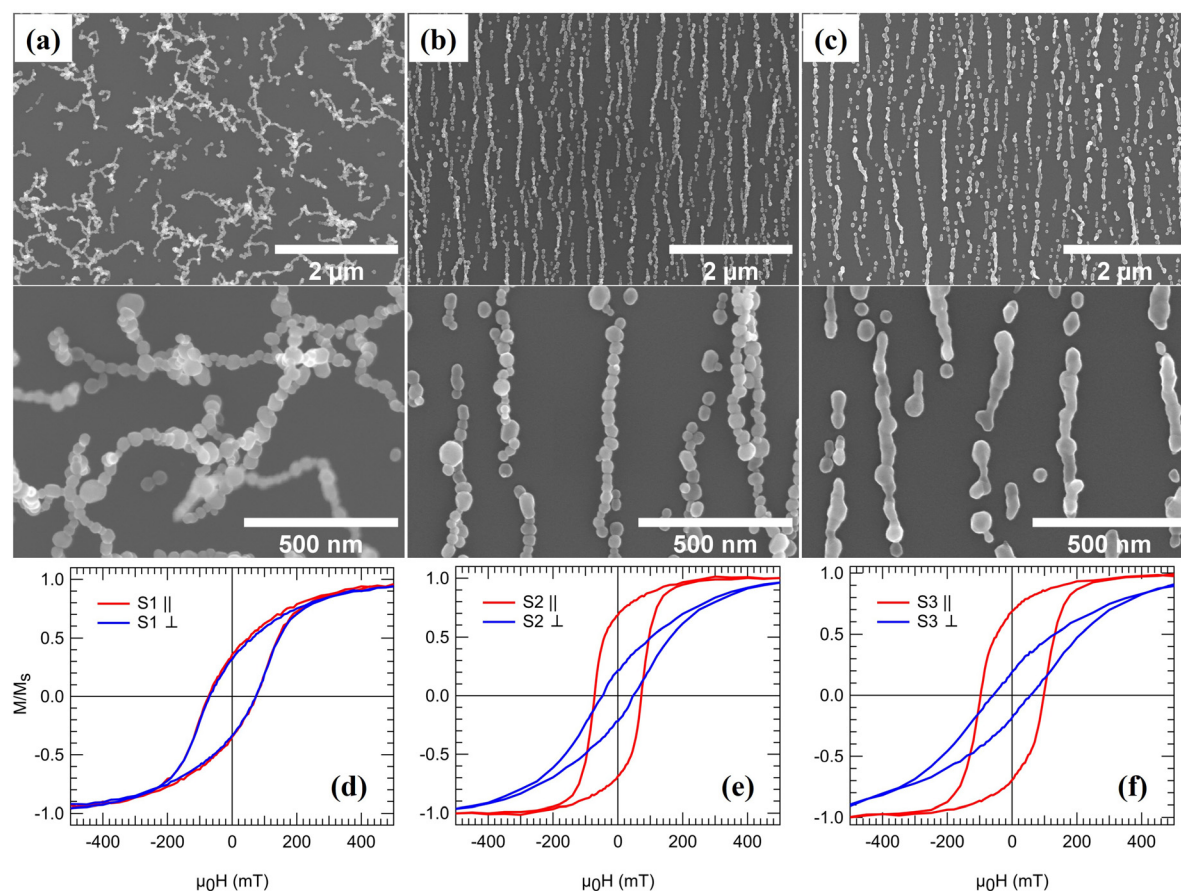 (a)
(b)
(c)
2 µm
2 µm
2 µm
500 nm
500 nm
500 nm
M/Ms
1.0
0.5
0.0
-0.5
-1.0
S1 ||
S1 ⊥
(d)
-400 -200 0 200 400
µ0H (mT)
1.0
0.5
0.0
-0.5
-1.0
S2 ||
S2 ⊥
(e)
-400 -200 0 200 400
µ0H (mT)
1.0
0.5
0.0
-0.5
-1.0
S3 ||
S3 ⊥
(f)
-400 -200 0 200 400
µ0H (mT)